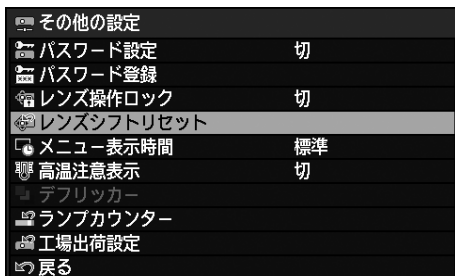 その他の設定
パスワード設定 切
パスワード登録
レンズ操作ロック 切
レンズシフトリセット
メニュー表示時間 標準
高温注意表示 切
デフリッカー
ランプカウンター
工場出荷設定
戻る